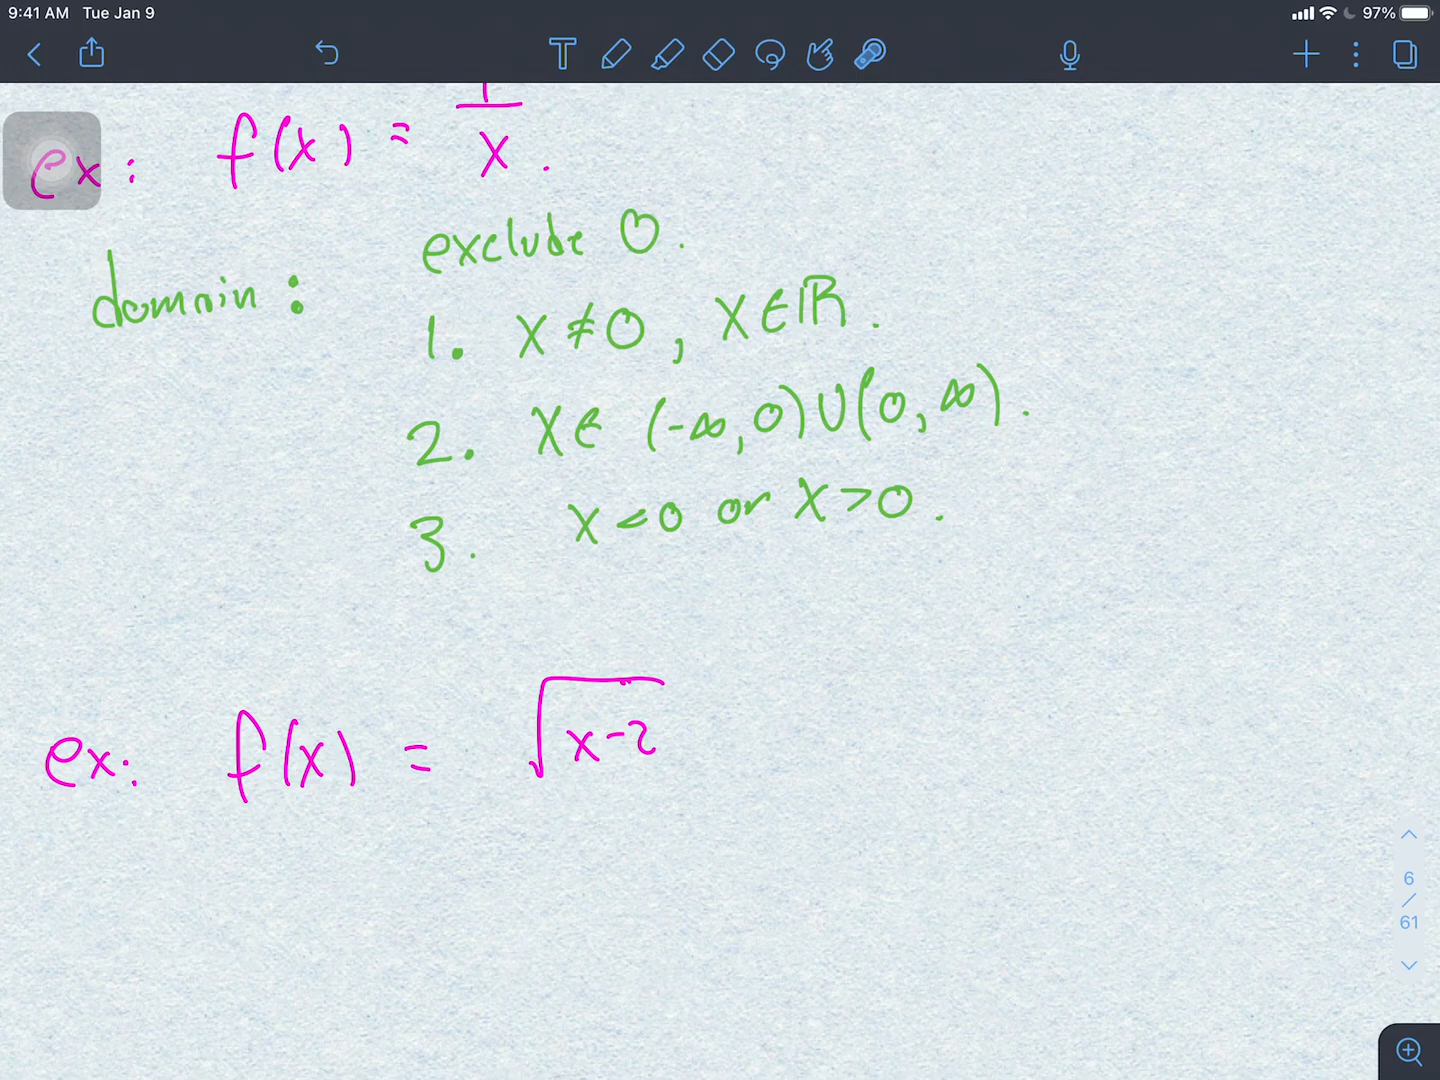 9:41 AM Tue Jan 9
97%
ex: f(x) = 1/x.
exclude 0.
domain:
1. x ≠ 0, x ∈ ℝ.
2. x ∈ (-∞, 0) ∪ (0, ∞).
3. x < 0 or x > 0.
ex: f(x) = √(x-2)
6
/
61